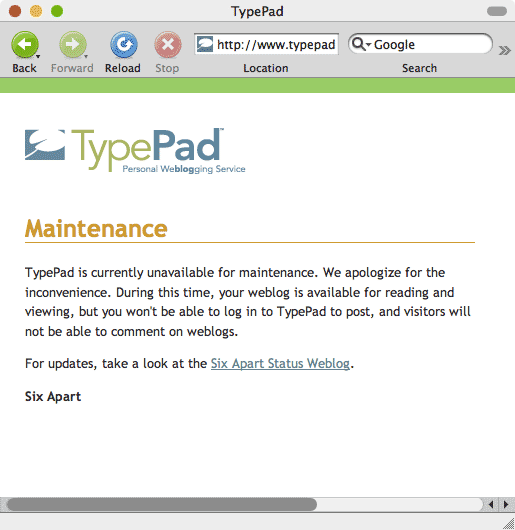 TypePad
http://www.typepad
Google
Back Forward Reload Stop Location Search
TypePad™
Personal Weblogging Service
Maintenance
TypePad is currently unavailable for maintenance. We apologize for the
inconvenience. During this time, your weblog is available for reading and
viewing, but you won't be able to log in to TypePad to post, and visitors will
not be able to comment on weblogs.
For updates, take a look at the Six Apart Status Weblog.
Six Apart